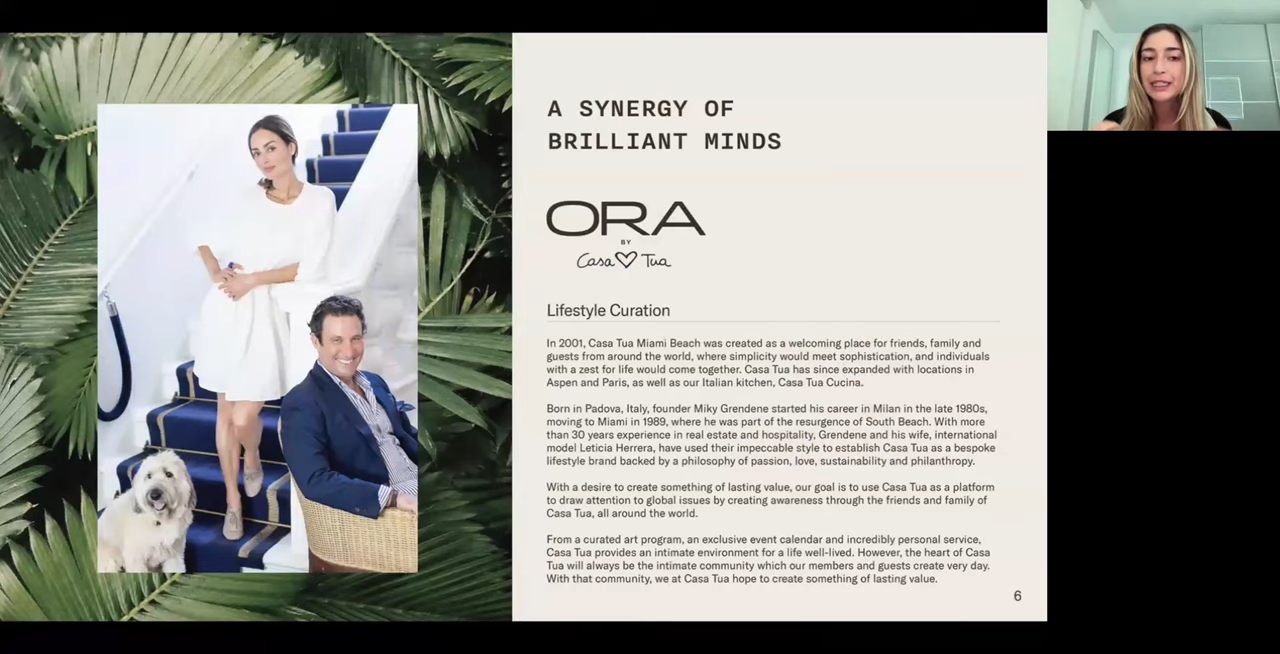 A SYNERGY OF
BRILLIANT MINDS
ORA
BY
Casa Tua
Lifestyle Curation
In 2001, Casa Tua Miami Beach was created as a welcoming place for friends, family and
guests from around the world, where simplicity would meet sophistication, and individuals
with a zest for life would come together. Casa Tua has since expanded with locations in
Aspen and Paris, as well as our Italian kitchen, Casa Tua Cucina.
Born in Padova, Italy, founder Miky Grendene started his career in Milan in the late 1980s,
moving to Miami in 1989, where he was part of the resurgence of South Beach. With more
than 30 years experience in real estate and hospitality, Grendene and his wife, international
model Leticia Herrera, have used their impeccable style to establish Casa Tua as a bespoke
lifestyle brand backed by a philosophy of passion, love, sustainability and philanthropy.
With a desire to create something of lasting value, our goal is to use Casa Tua as a platform
to draw attention to global issues by creating awareness through the friends and family of
Casa Tua, all around the world.
From a curated art program, an exclusive event calendar and incredibly personal service,
Casa Tua provides an intimate environment for a life well-lived. However, the heart of Casa
Tua will always be the intimate community which our members and guests create very day.
With that community, we at Casa Tua hope to create something of lasting value.
6